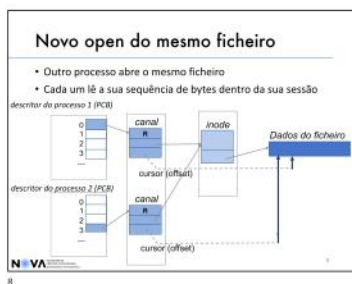 Novo open do mesmo ficheiro
• Outro processo abre o mesmo ficheiro
• Cada um lê a sua sequência de bytes dentro da sua sessão
descritor do processo 1 (PCB)
canal
inode
0
1
2
3
...
R
Dados do ficheiro
cursor (offset)
descritor do processo 2 (PCB)
canal
0
1
2
3
...
R
cursor (offset)
NOVA
8